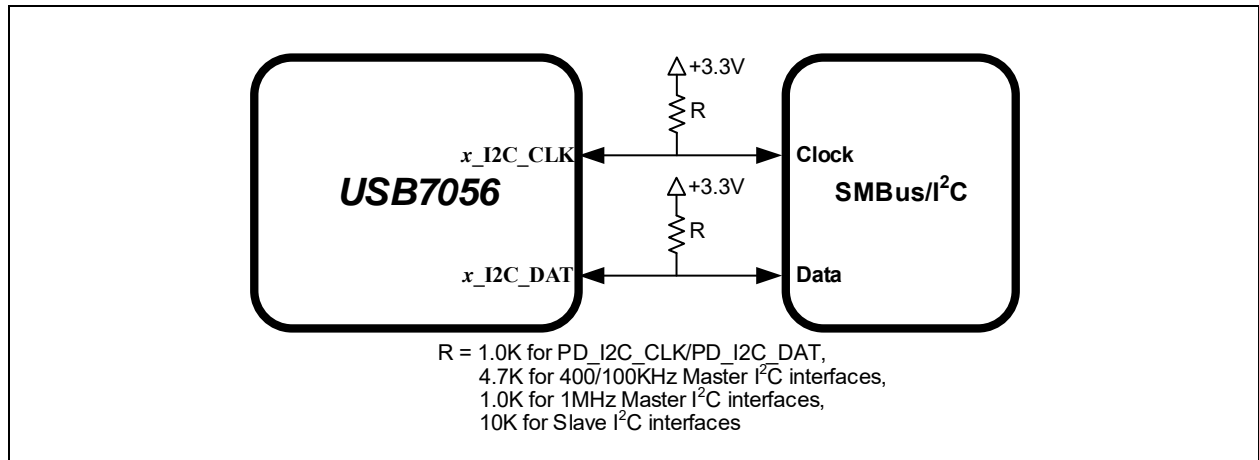 +3.3V
R
x_I2C_CLK
Clock
USB7056
+3.3V
SMBus/I²C
R
x_I2C_DAT
Data
R = 1.0K for PD_I2C_CLK/PD_I2C_DAT,
4.7K for 400/100KHz Master I²C interfaces,
1.0K for 1MHz Master I²C interfaces,
10K for Slave I²C interfaces